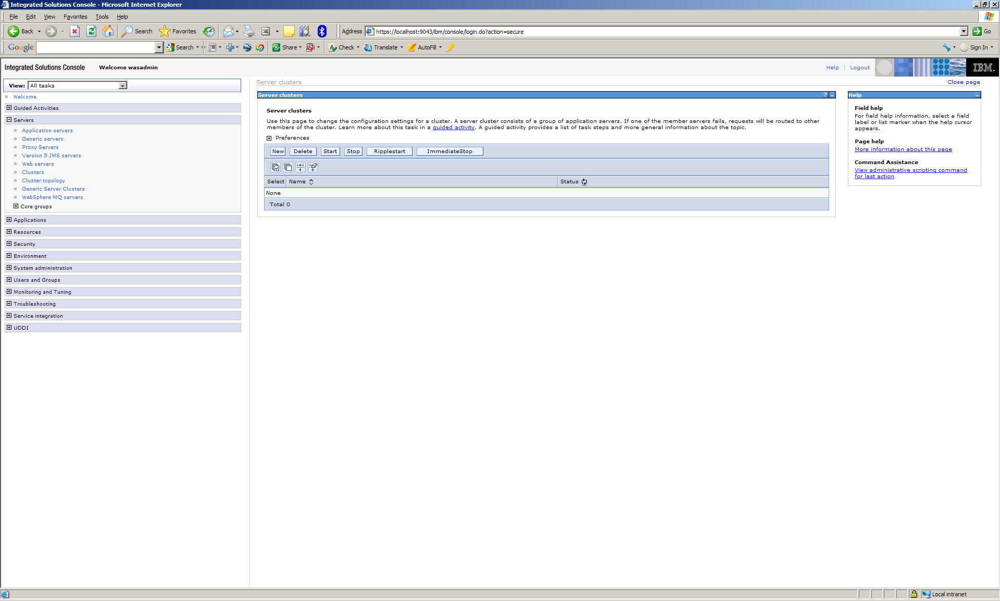 Integrated Solutions Console - Microsoft Internet Explorer
File Edit View Favorites Tools Help
Back Search Favorites Address https://localhost:9043/ibm/console/login.do?action=secure Go
Google Search Share Check Translate AutoFill Sign In
Integrated Solutions Console Welcome wasadmin Help | Logout IBM.
View: All tasks
Welcome
Guided Activities
Servers
Application servers
Generic servers
Proxy Servers
Version 5 JMS servers
Web servers
Clusters
Cluster topology
Generic Server Clusters
WebSphere MQ servers
Core groups
Applications
Resources
Security
Environment
System administration
Users and Groups
Monitoring and Tuning
Troubleshooting
Service integration
UDDI
Server clusters Close page
Server clusters ?
Server clusters
Use this page to change the configuration settings for a cluster. A server cluster consists of a group of application servers. If one of the member servers fails, requests will be routed to other
members of the cluster. Learn more about this task in a guided activity. A guided activity provides a list of task steps and more general information about the topic.
Preferences
New Delete Start Stop Ripplestart ImmediateStop
Select Name Status
None
Total 0
Help
Field help
For field help information, select a field
label or list marker when the help cursor
appears.
Page help
More information about this page
Command Assistance
View administrative scripting command
for last action
Local intranet